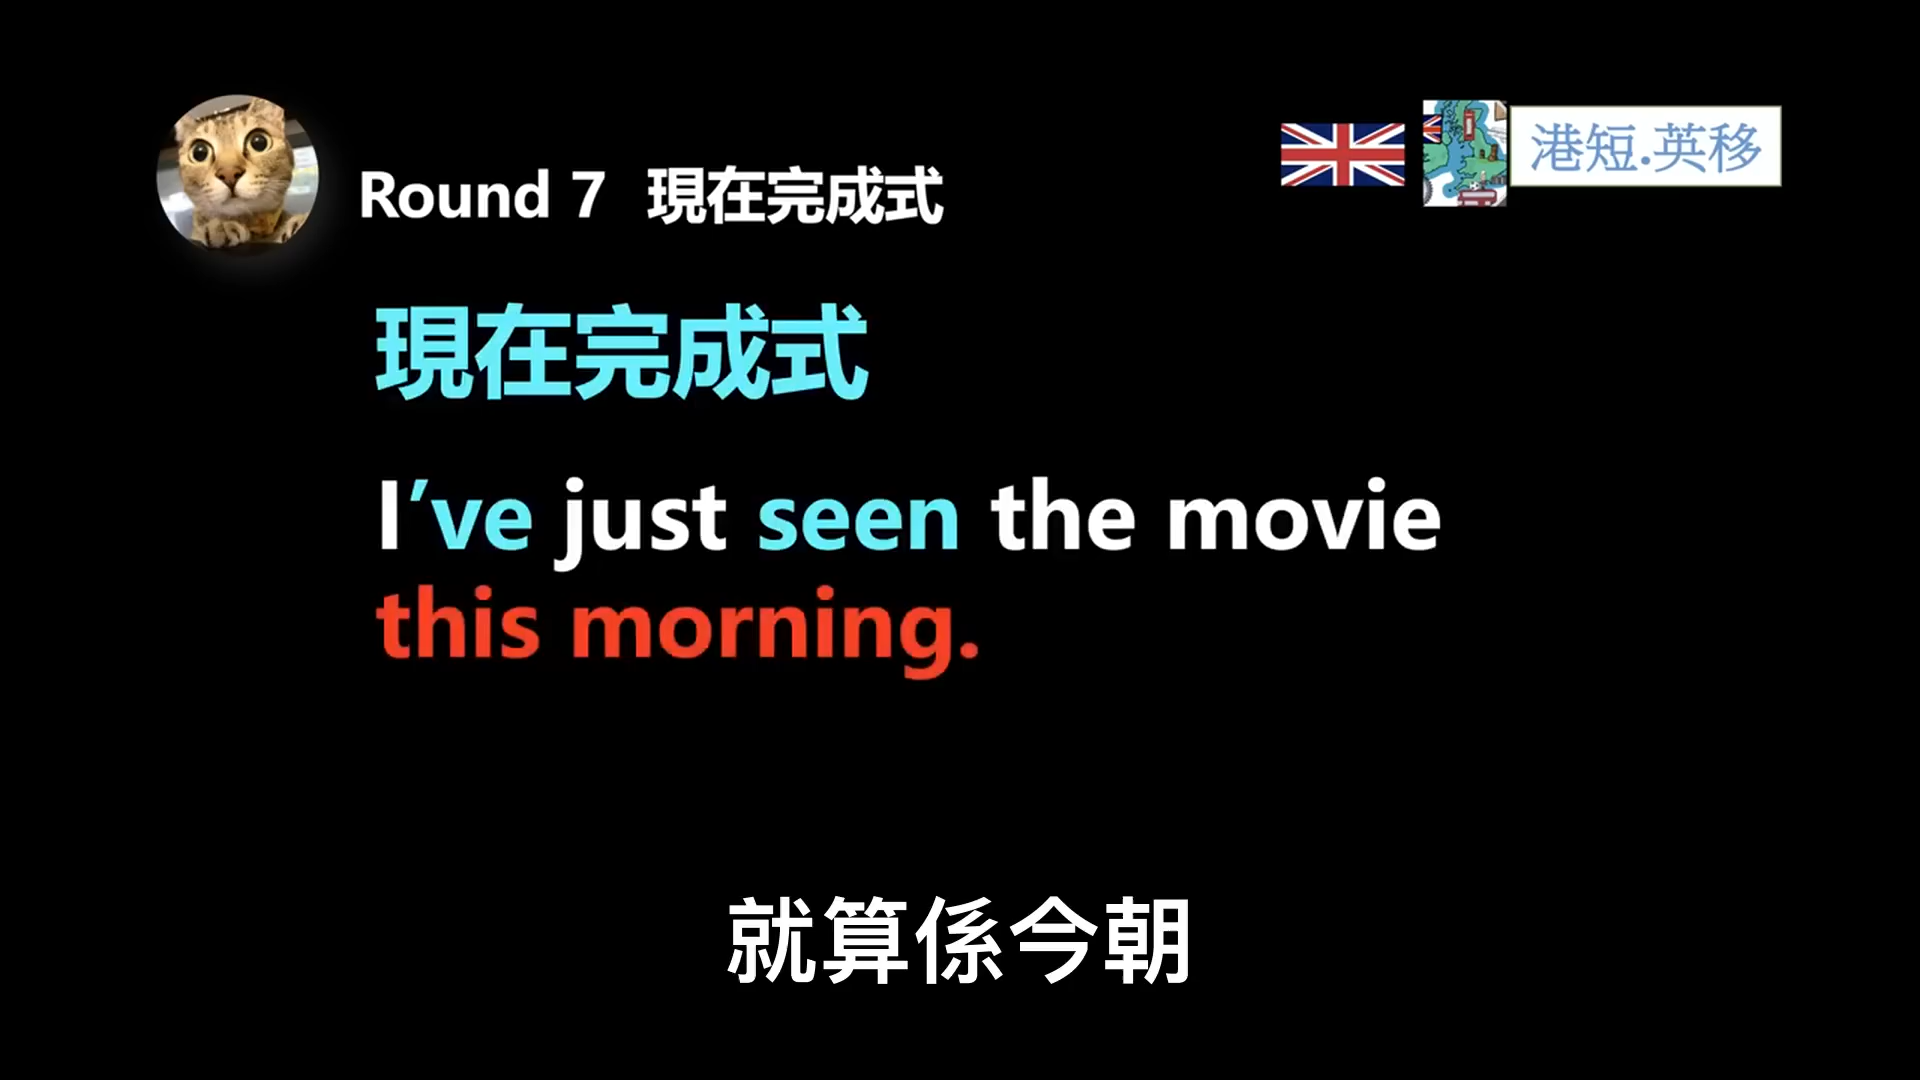 Round 7 現在完成式
港短.英移
現在完成式
I’ve just seen the movie
this morning.
就算係今朝